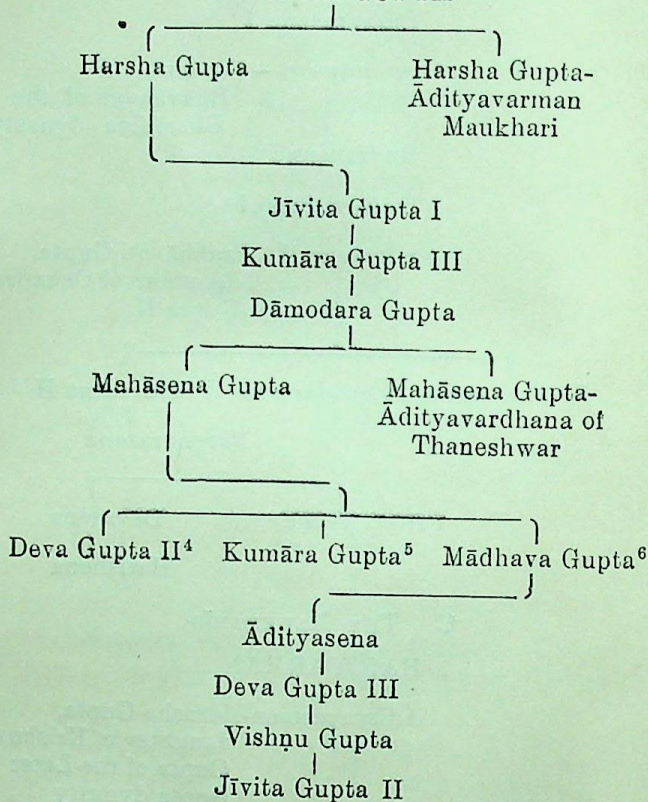 Harsha Gupta Harsha Gupta-
Ādityavarman
Maukhari
Jīvita Gupta I
Kumāra Gupta III
Dāmodara Gupta
Mahāsena Gupta Mahāsena Gupta-
Ādityavardhana of
Thaneshwar
Deva Gupta II⁴ Kumāra Gupta⁵ Mādhava Gupta⁶
Ādityasena
Deva Gupta III
Vishṇu Gupta
Jīvita Gupta II